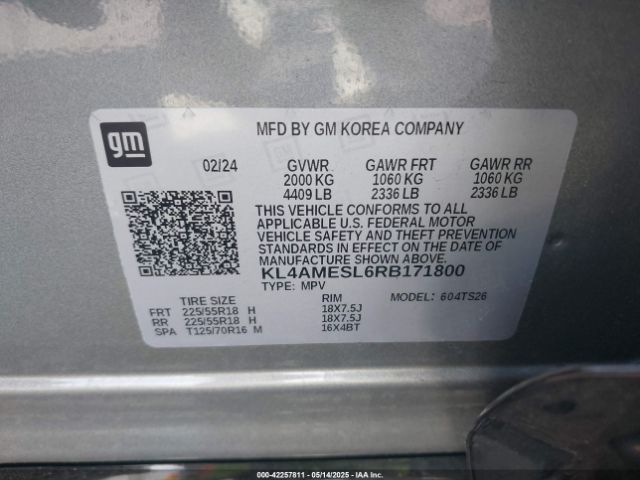 gm
MFD BY GM KOREA COMPANY
02/24 GVWR GAWR FRT GAWR RR
2000 KG 1060 KG 1060 KG
4409 LB 2336 LB 2336 LB
THIS VEHICLE CONFORMS TO ALL
APPLICABLE U.S. FEDERAL MOTOR
VEHICLE SAFETY AND THEFT PREVENTION
STANDARDS IN EFFECT ON THE DATE OF
MANUFACTURE SHOWN ABOVE.
KL4AMESL6RB171800
TYPE: MPV
TIRE SIZE RIM MODEL: 604TS26
FRT 225/55R18 H 18X7.5J
RR 225/55R18 H 18X7.5J
SPA T125/70R16 M 16X4BT
000-42257811 - 05/14/2025 - IAA Inc.